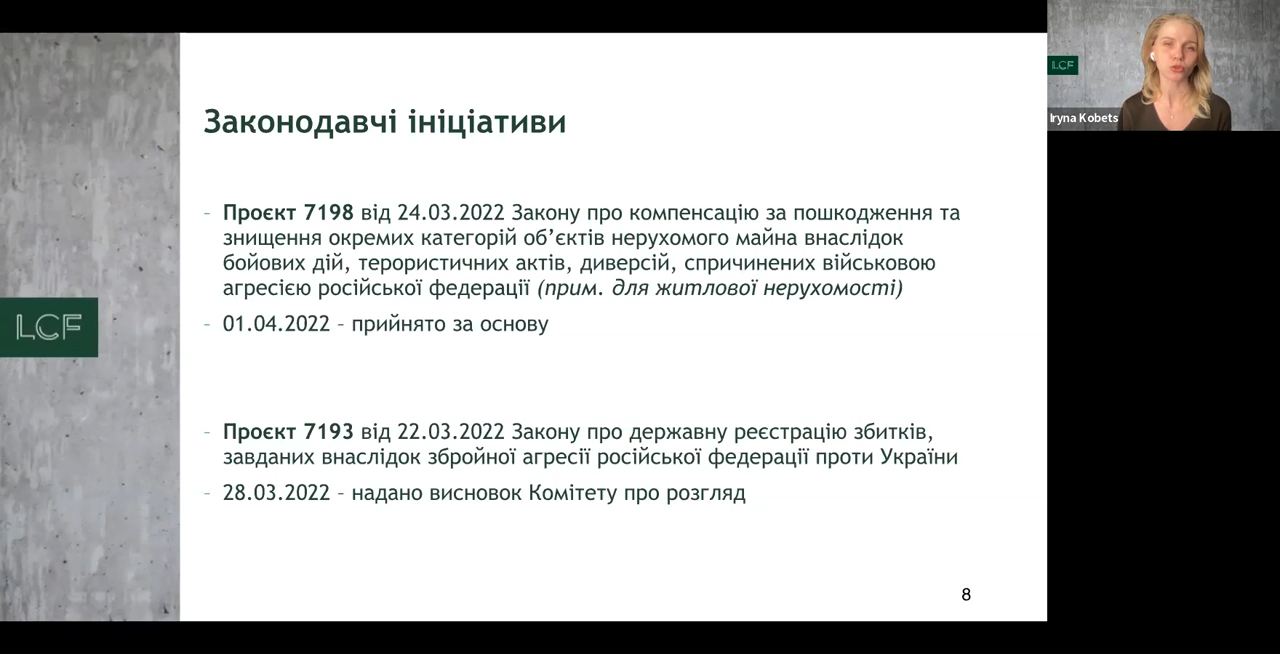 Законодавчі ініціативи
- Проєкт 7198 від 24.03.2022 Закону про компенсацію за пошкодження та
знищення окремих категорій об’єктів нерухомого майна внаслідок
бойових дій, терористичних актів, диверсій, спричинених військовою
агресією російської федерації (прим. для житлової нерухомості)
- 01.04.2022 – прийнято за основу
- Проєкт 7193 від 22.03.2022 Закону про державну реєстрацію збитків,
завданих внаслідок збройної агресії російської федерації проти України
- 28.03.2022 – надано висновок Комітету про розгляд
8
LCF
LCF
Iryna Kobets